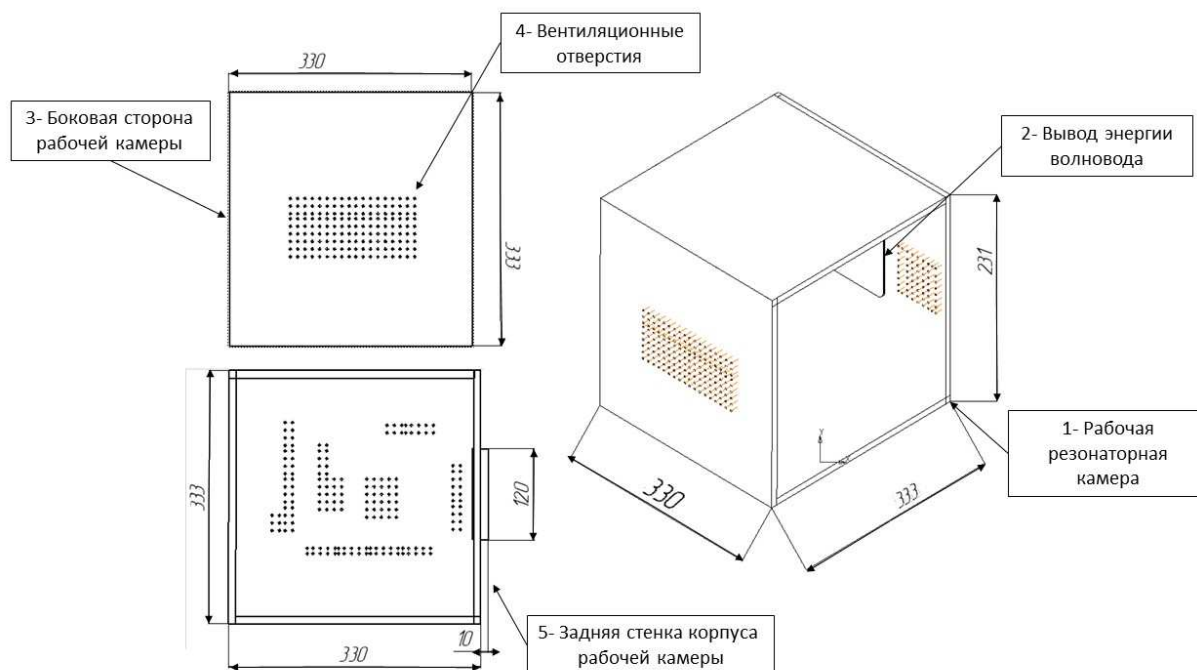 4- Вентиляционные
отверстия
330
3- Боковая сторона
рабочей камеры
333
2- Вывод энергии
волновода
231
1- Рабочая
резонаторная
камера
330
333
Y
333
120
10
330
5- Задняя стенка корпуса
рабочей камеры